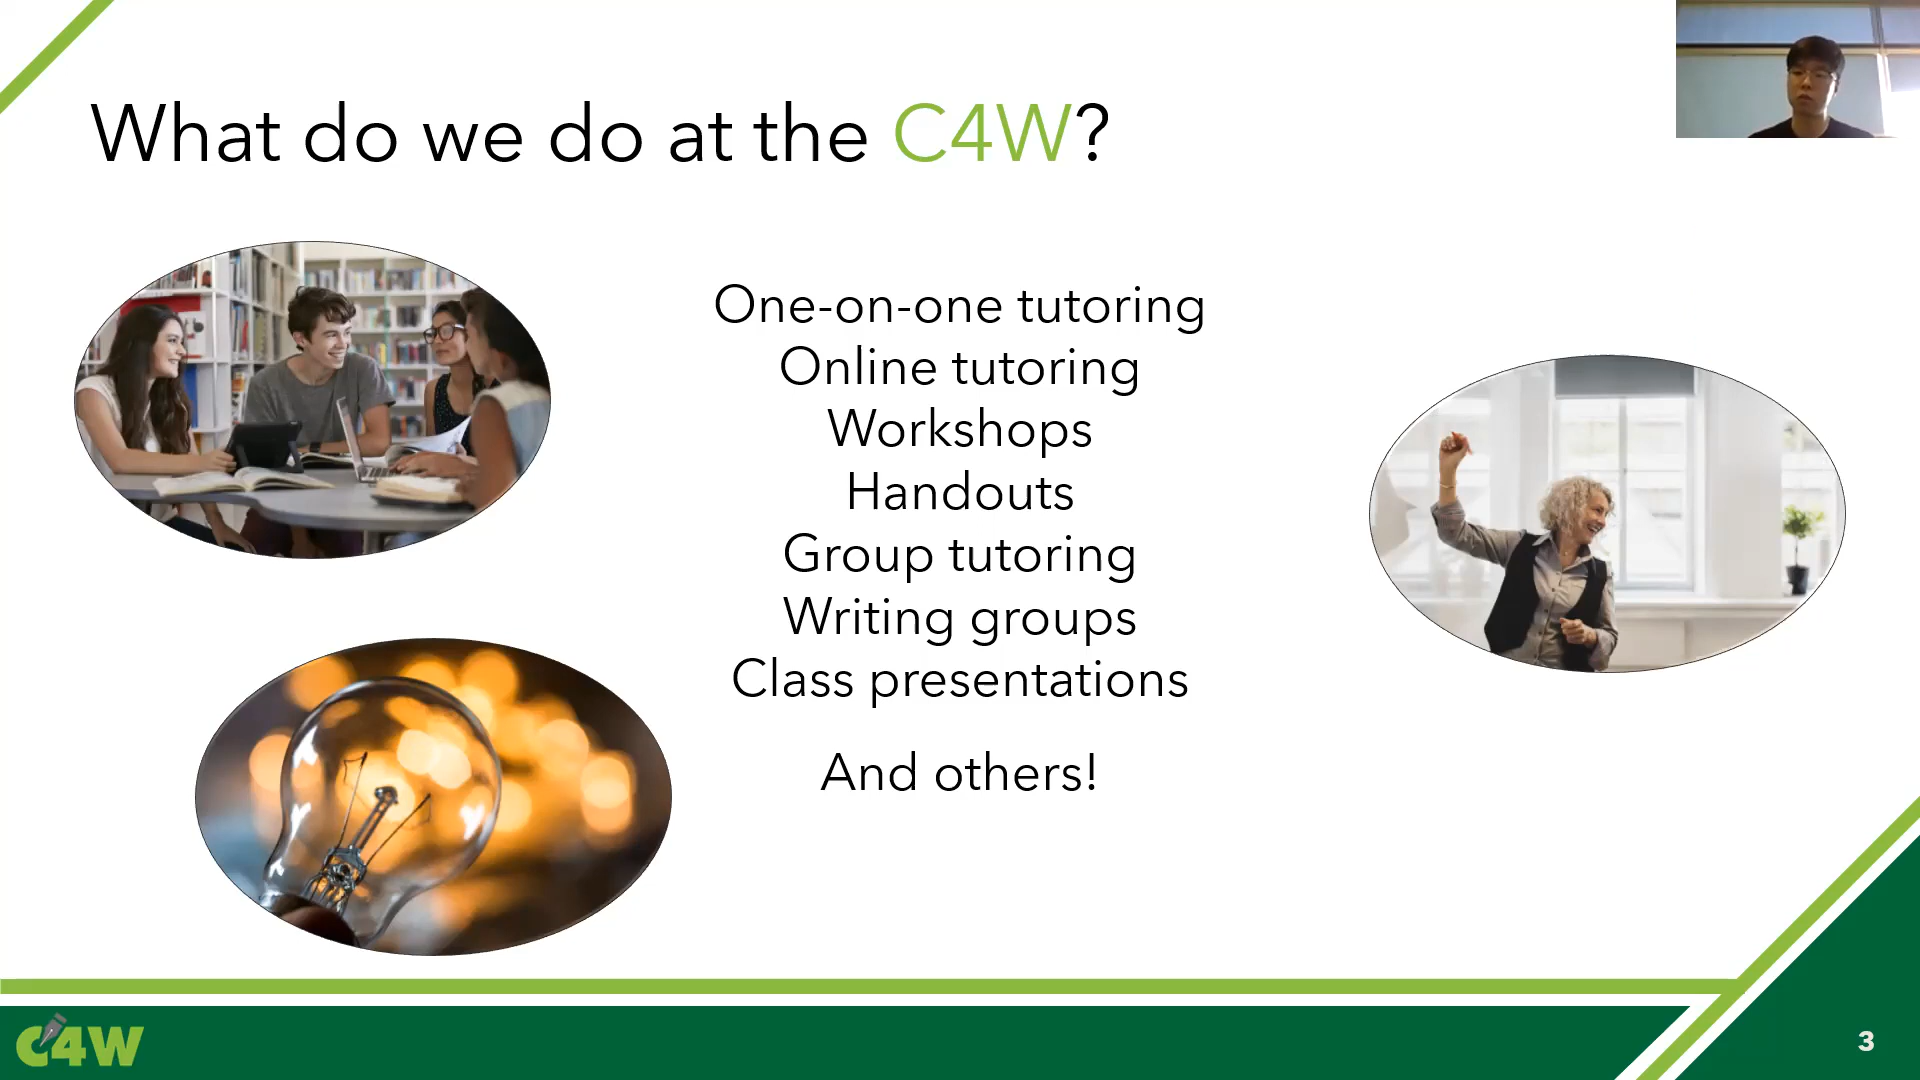 What do we do at the C4W?
One-on-one tutoring
Online tutoring
Workshops
Handouts
Group tutoring
Writing groups
Class presentations
And others!
C4W
3